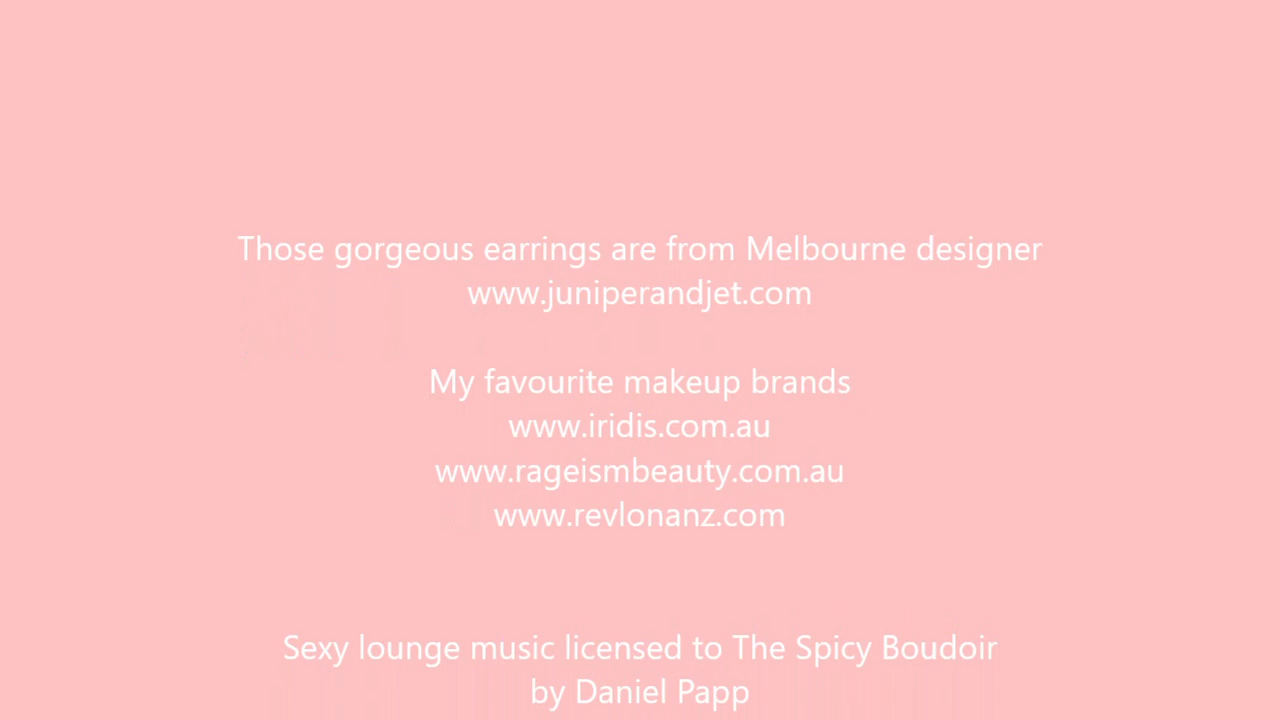 Those gorgeous earrings are from Melbourne designer
www.juniperandjet.com
My favourite makeup brands
www.iridis.com.au
www.rageismbeauty.com.au
www.revlonanz.com
Sexy lounge music licensed to The Spicy Boudoir
by Daniel Papp